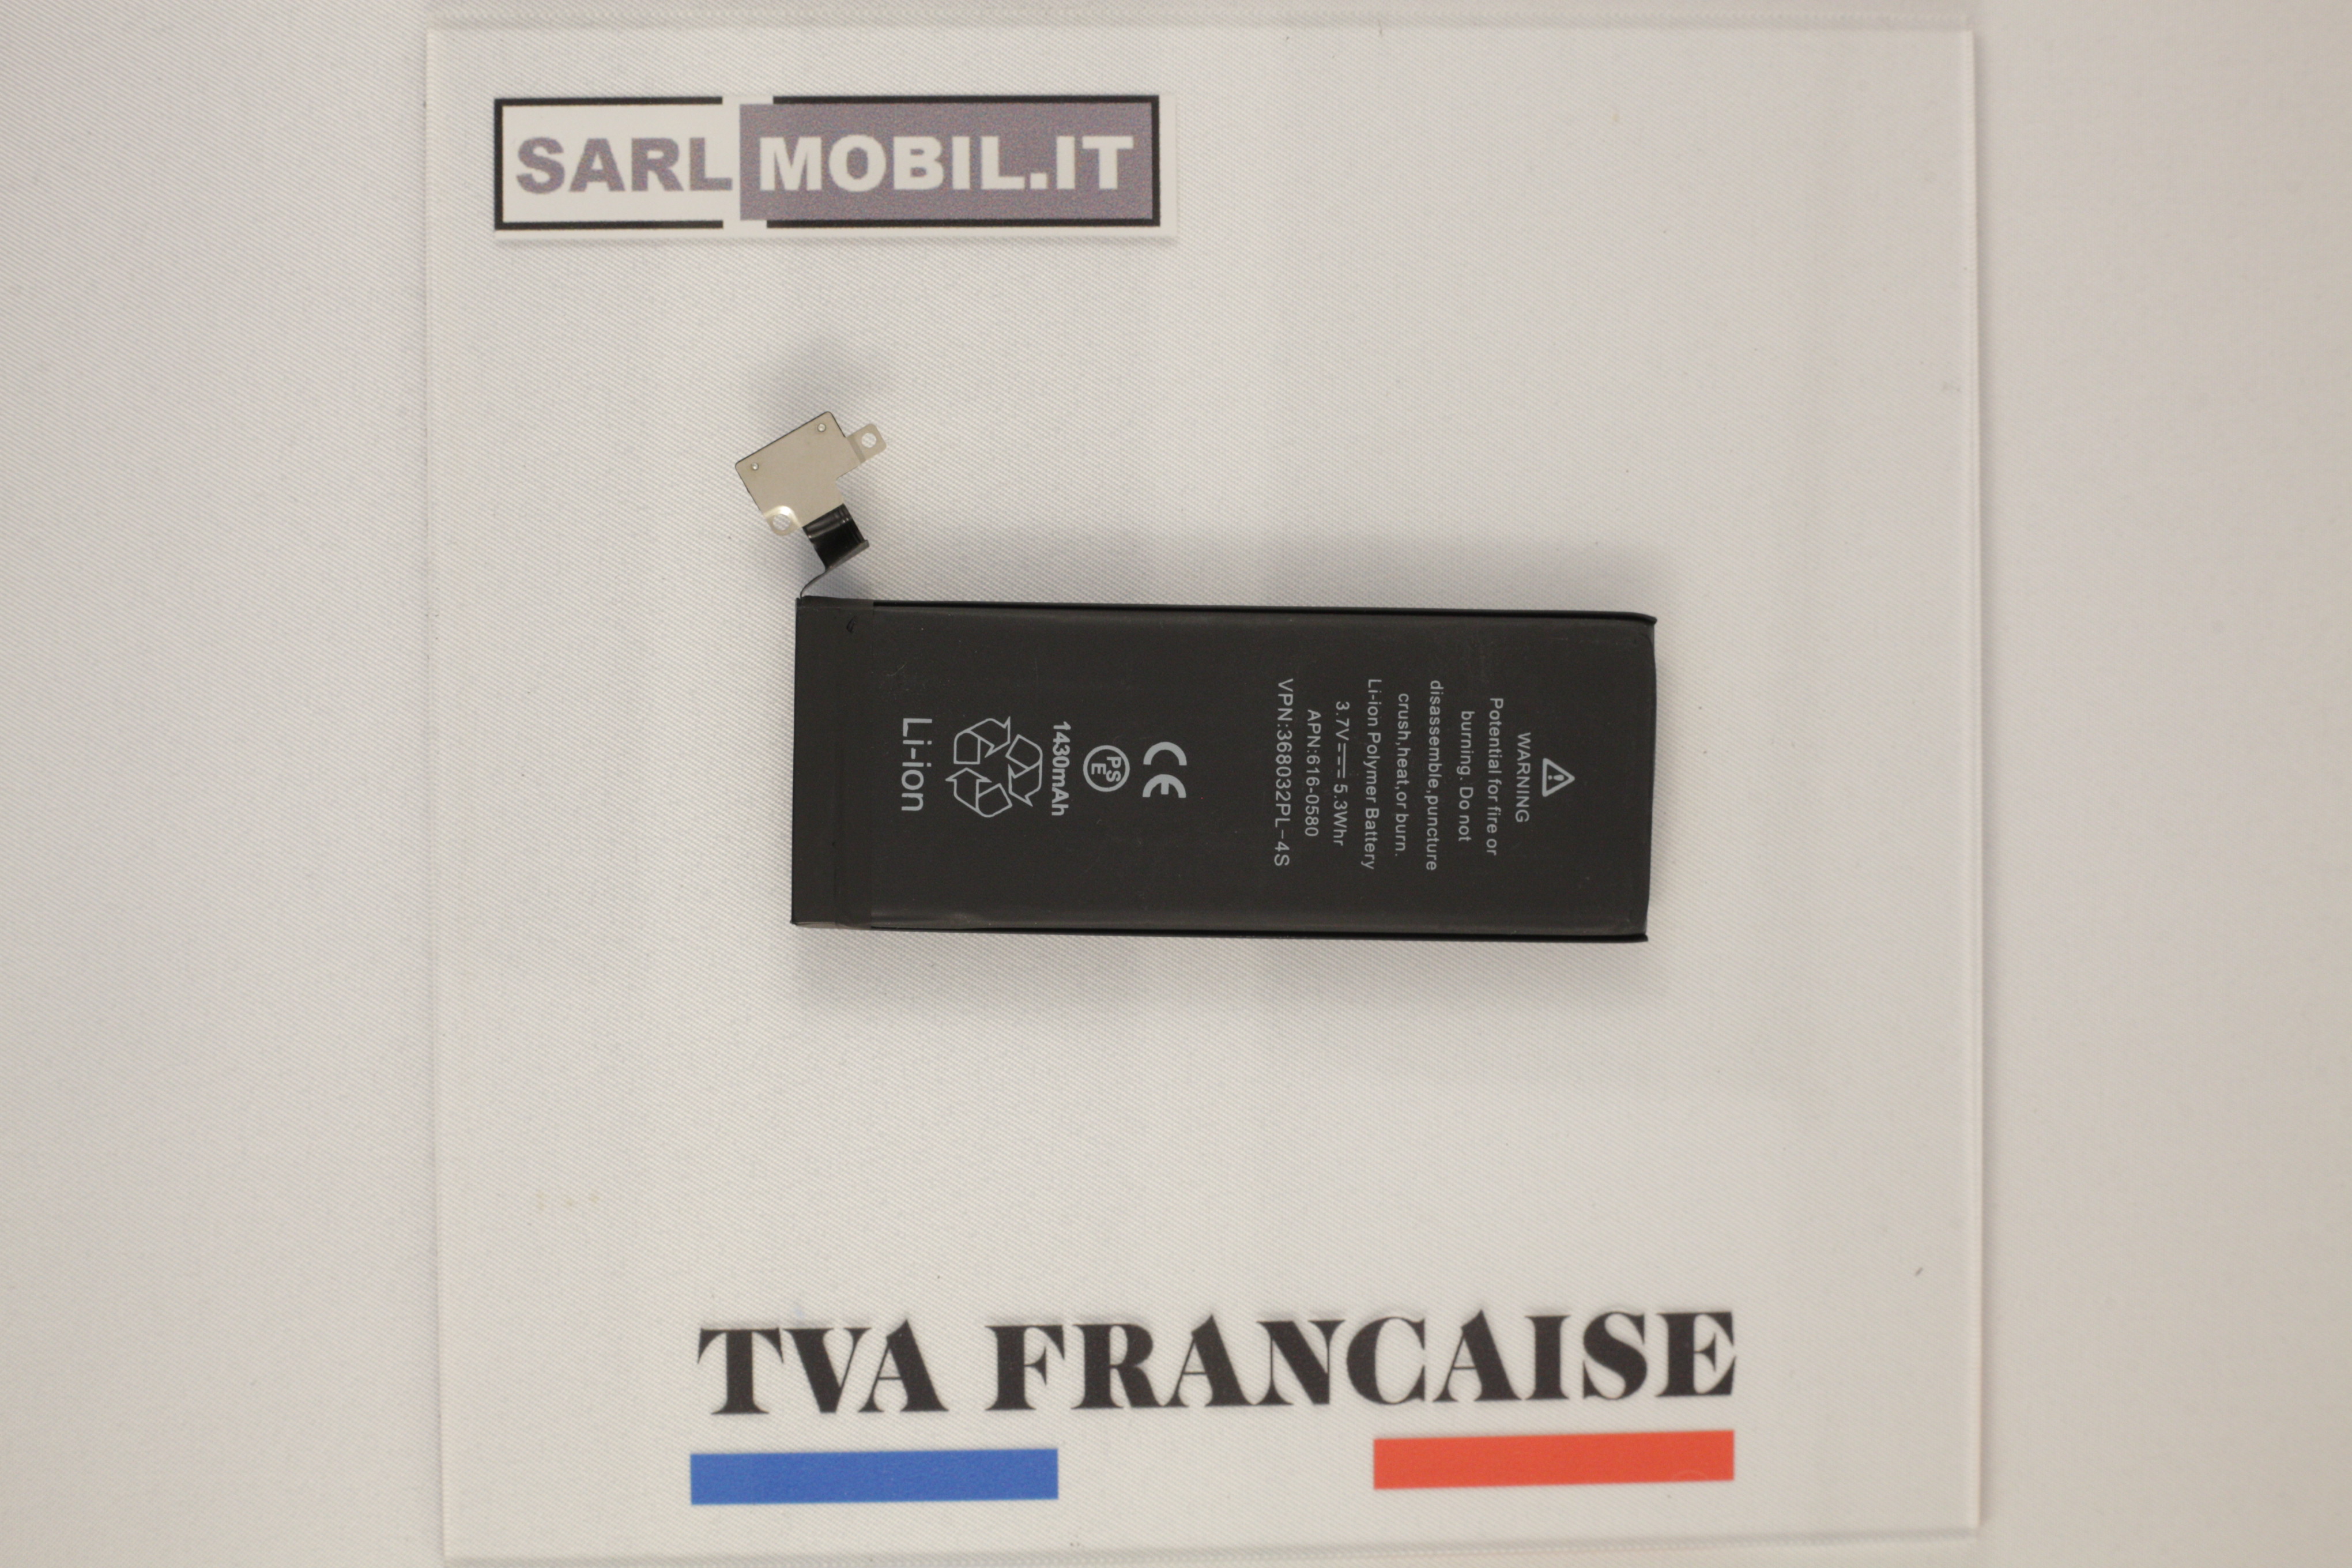 SARL MOBIL.IT
WARNING
Potential for fire or
burning. Do not
disassemble,puncture
crush,heat,or burn.
Li-ion Polymer Battery
3.7V⎓5.3Whr
APN:616-0580
VPN:368032PL-4S
CE
PSE
1430mAh
Li-ion
TVA FRANCAISE